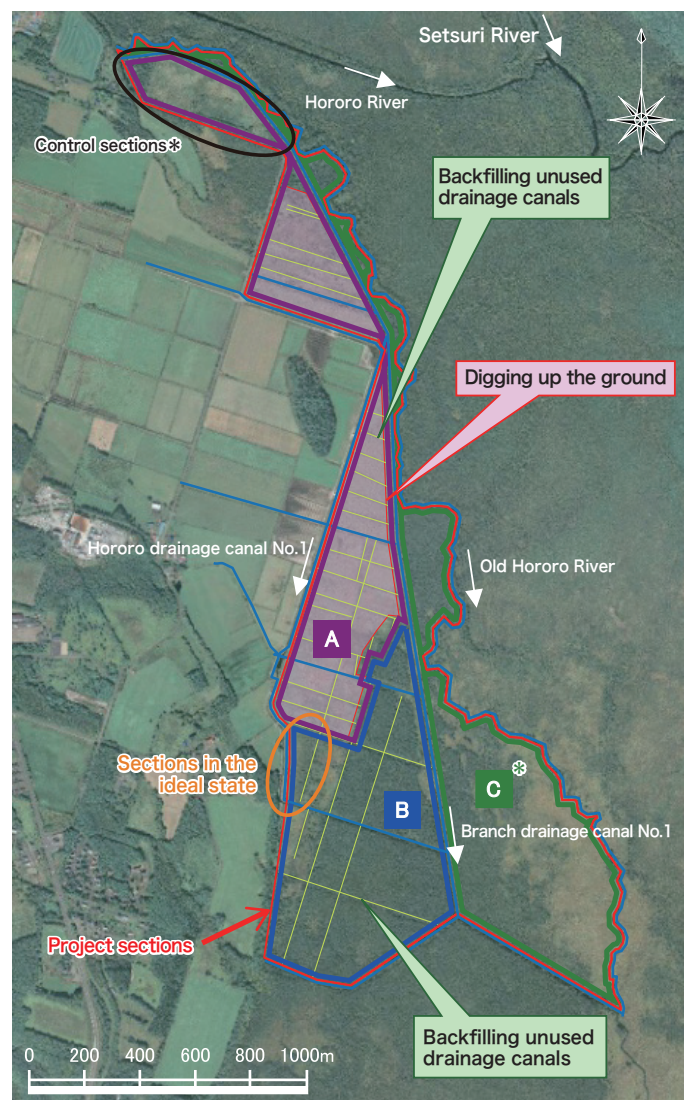 Setsuri River
Hororo River
Control sections*
Backfilling unused
drainage canals
Digging up the ground
Hororo drainage canal No.1
Old Hororo River
A
Sections in the
ideal state
C*
B
Branch drainage canal No.1
Project sections
Backfilling unused
drainage canals
0 200 400 600 800 1000m